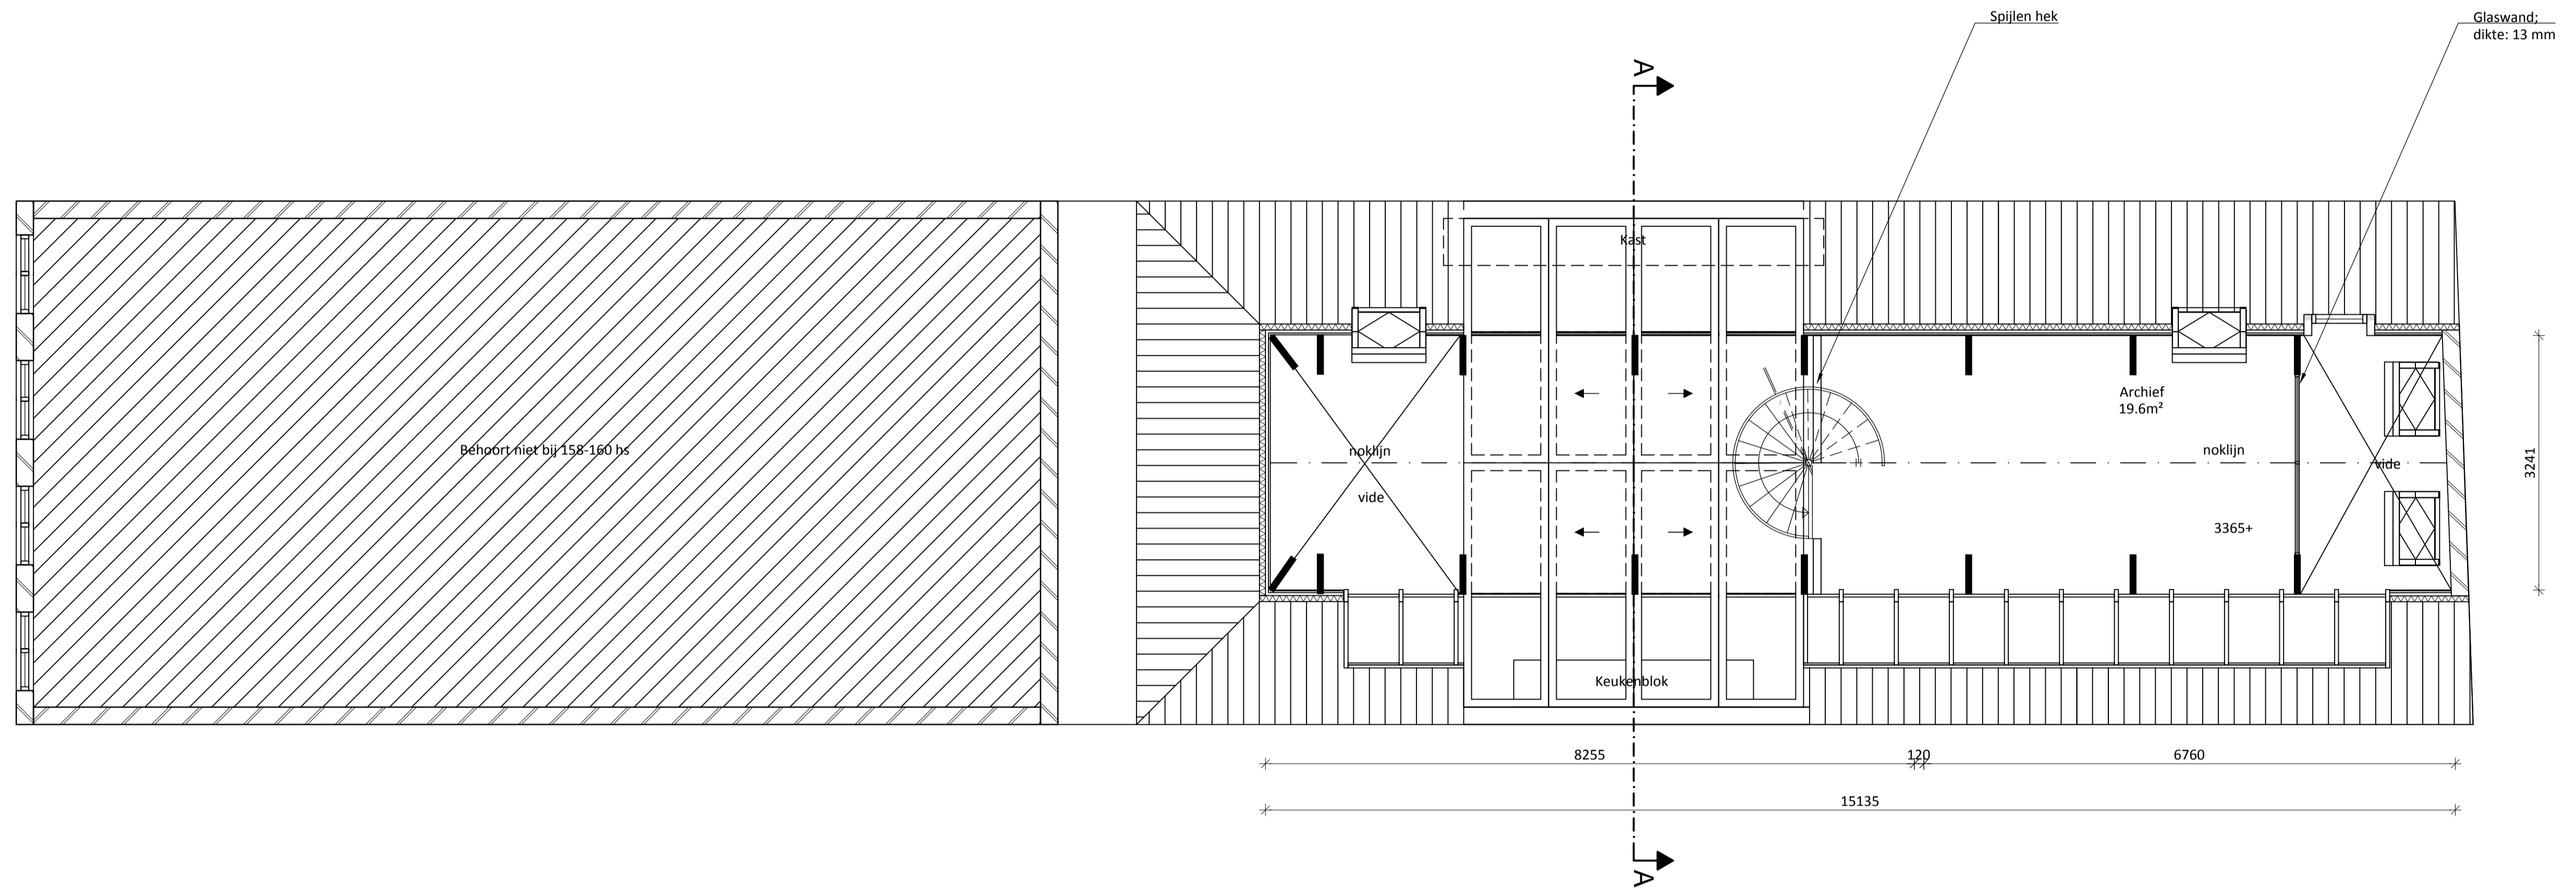 Spijlen hek
Glaswand;
dikte: 13 mm
A
Kast
Archief
19.6m²
Behoort niet bij 158-160 hs
noklijn
noklijn
vide
vide
3241
3365+
Keukenblok
8255
120
6760
15135
A